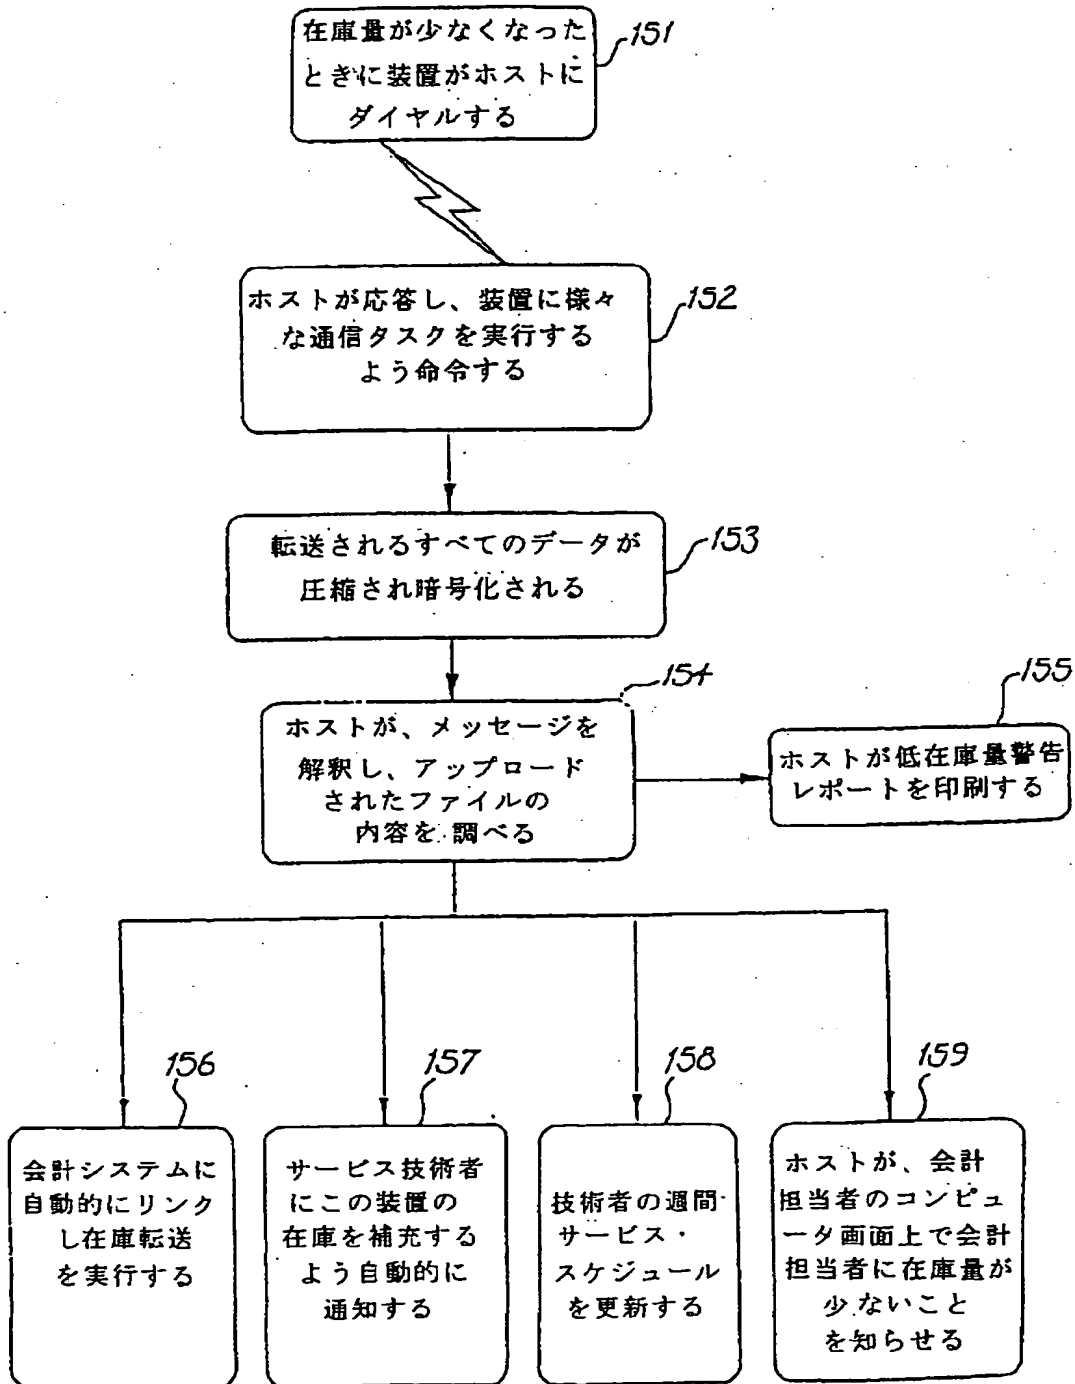 在庫量が少なくなった
ときに装置がホストに
ダイヤルする
151
ホストが応答し、装置に様々
な通信タスクを実行する
よう命令する
152
転送されるすべてのデータが
圧縮され暗号化される
153
ホストが、メッセージを
解釈し、アップロード
されたファイルの
内容を調べる
154
ホストが低在庫量警告
レポートを印刷する
155
会計システムに
自動的にリンク
し在庫転送
を実行する
156
サービス技術者
にこの装置の
在庫を補充する
よう自動的に
通知する
157
技術者の週間
サービス・
スケジュール
を更新する
158
ホストが、会計
担当者のコンピュ
ータ画面上で会計
担当者に在庫量が
少ないこと
を知らせる
159